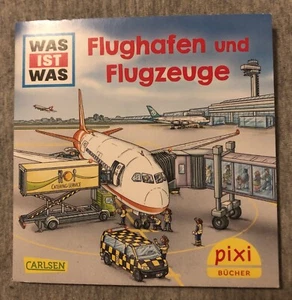 WAS
IST
WAS
Flughafen und
Flugzeuge
CATERING SERVICE
CARLSEN
pixi
BÜCHER